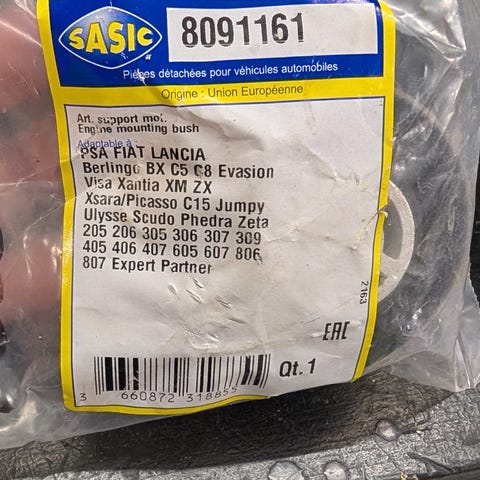 SASIC
8091161
Pièces détachées pour véhicules automobiles
Origine : Union Européenne
Art. support mot.
Engine mounting bush
Adaptable à :
PSA FIAT LANCIA
Berlingo BX C5 C8 Evasion
Visa Xantia XM ZX
Xsara/Picasso C15 Jumpy
Ulysse Scudo Phedra Zeta
205 206 305 306 307 309
405 406 407 605 607 806
807 Expert Partner
2163
EAC
Qt. 1
3 660872 318855